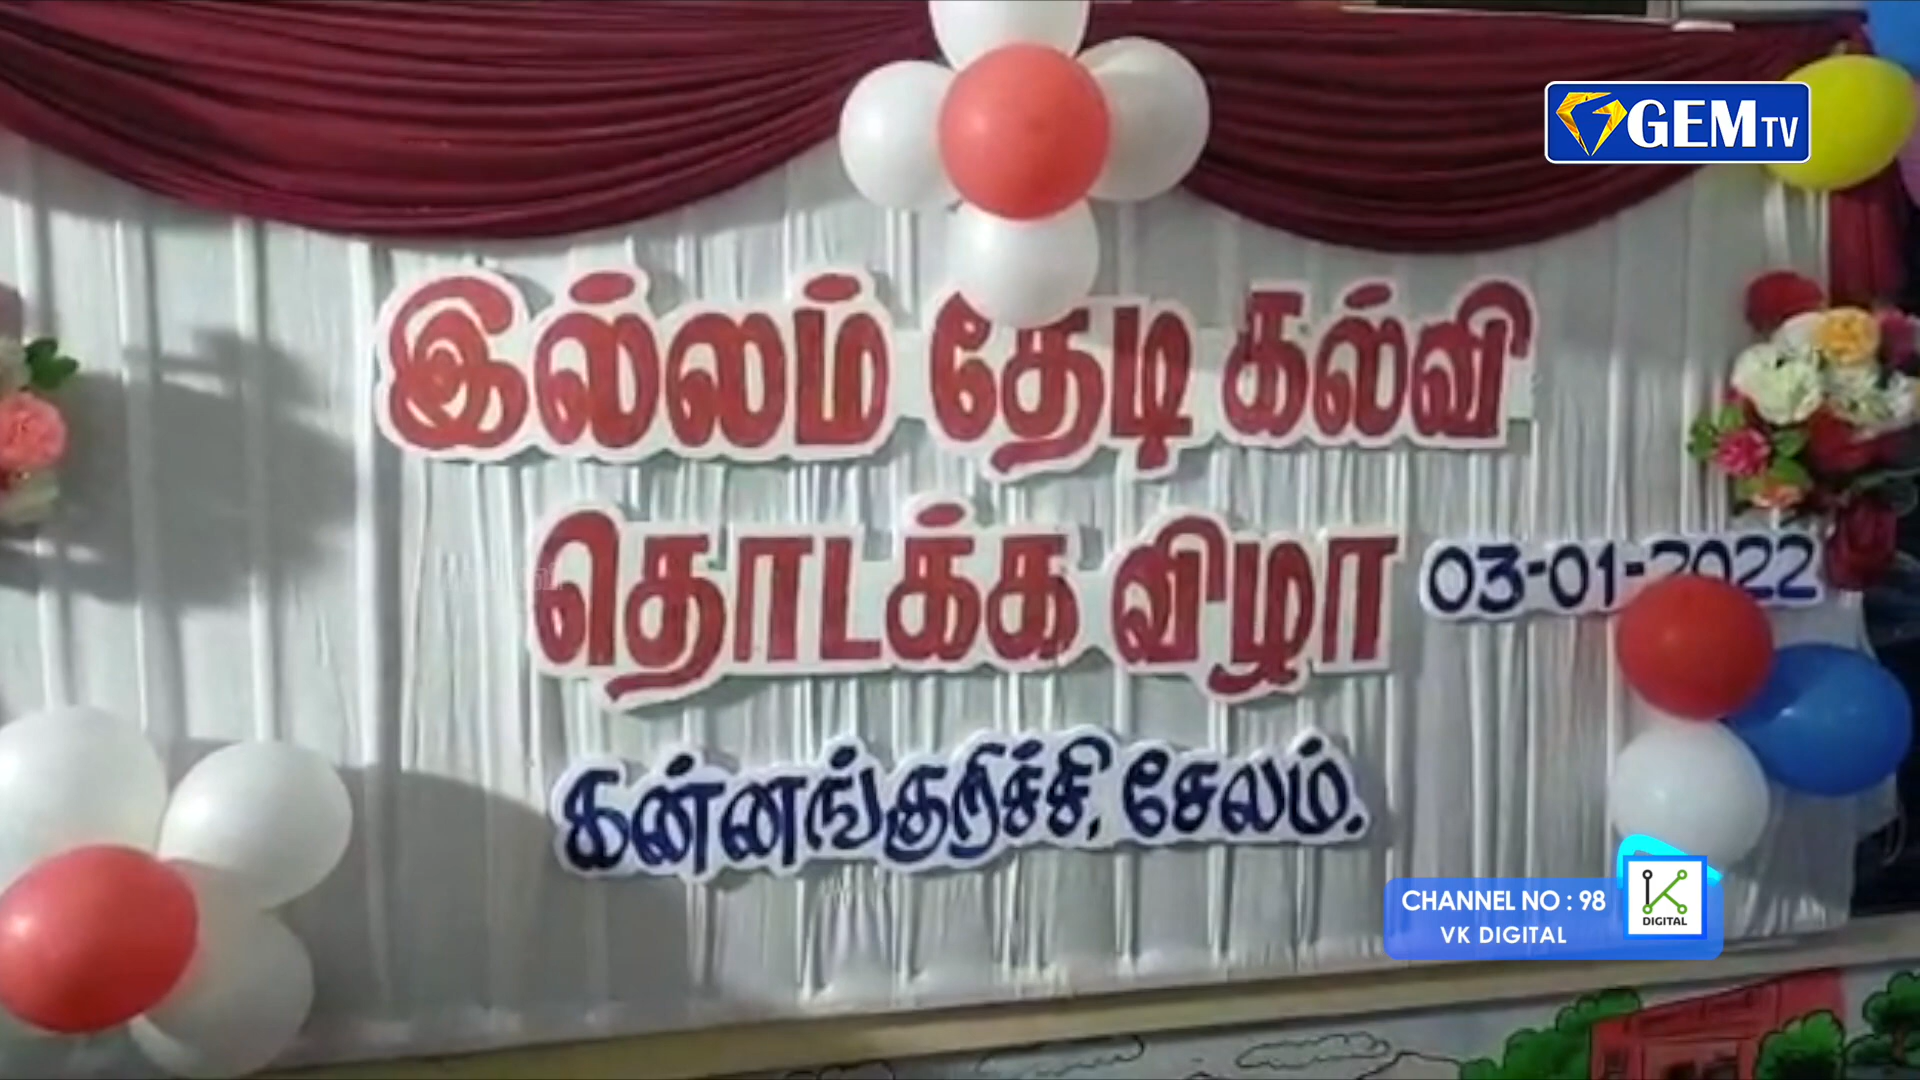 GEM TV
இல்லம் தேடி கல்வி
தொடக்க விழா 03-01-2022
கன்னங்குறிச்சி, சேலம்.
CHANNEL NO : 98
VK DIGITAL
DIGITAL